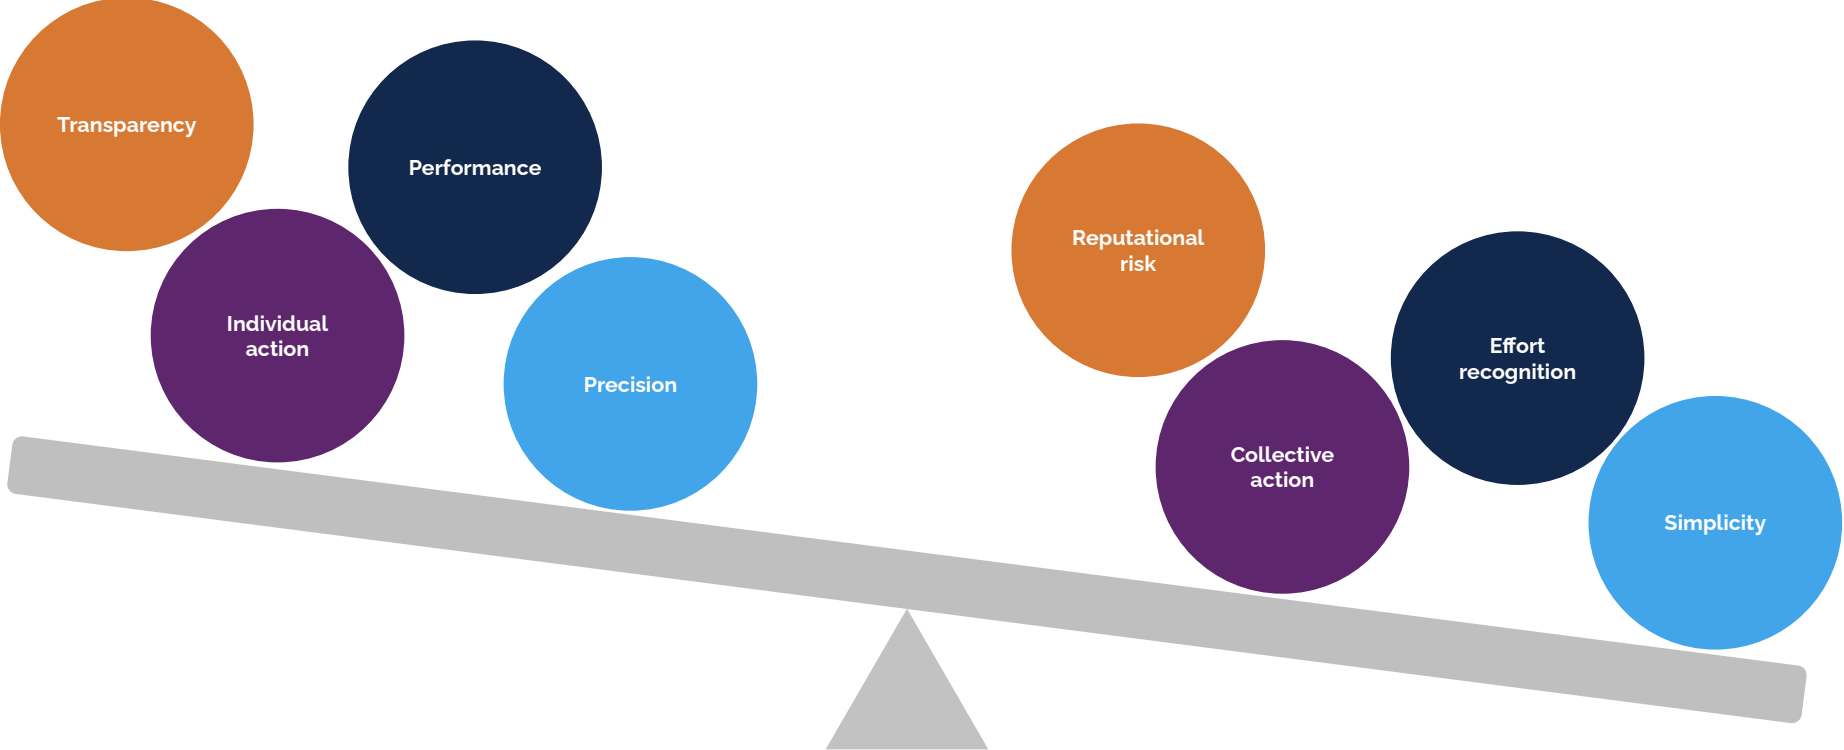 Transparency
Performance
Individual
action
Precision
Reputational
risk
Effort
recognition
Collective
action
Simplicity